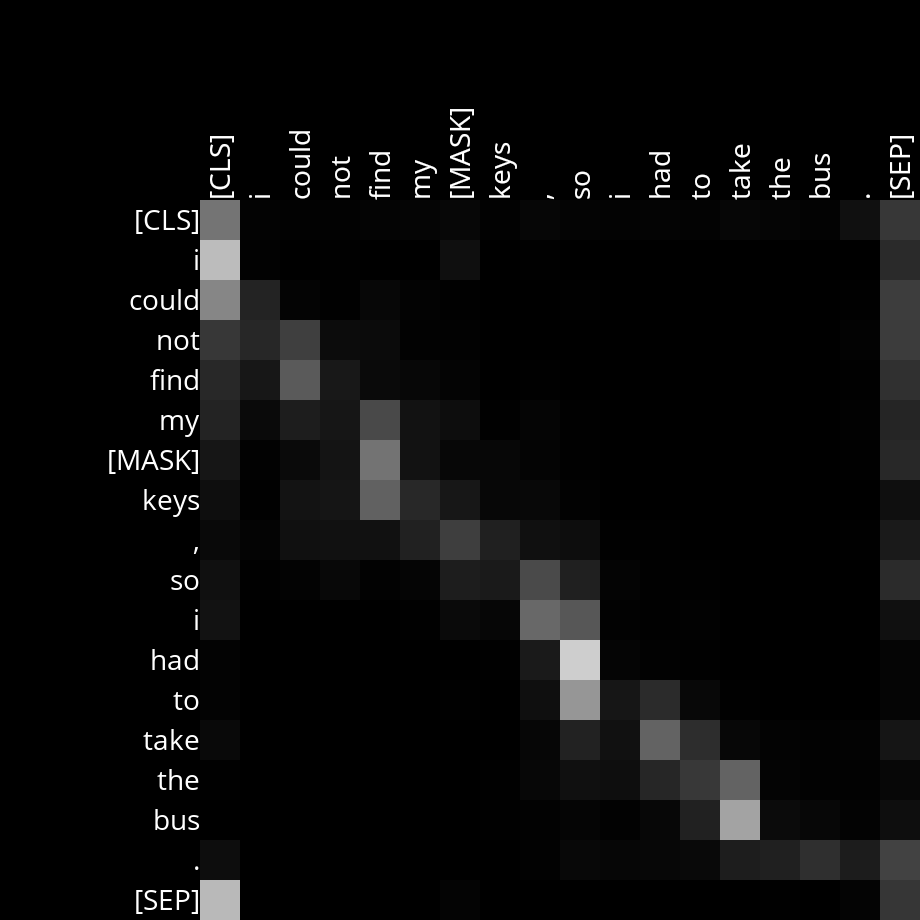 [CLS] i could not find my [MASK] keys , so i had to take the bus . [SEP]
[CLS]
i
could
not
find
my
[MASK]
keys
,
so
i
had
to
take
the
bus
.
[SEP]